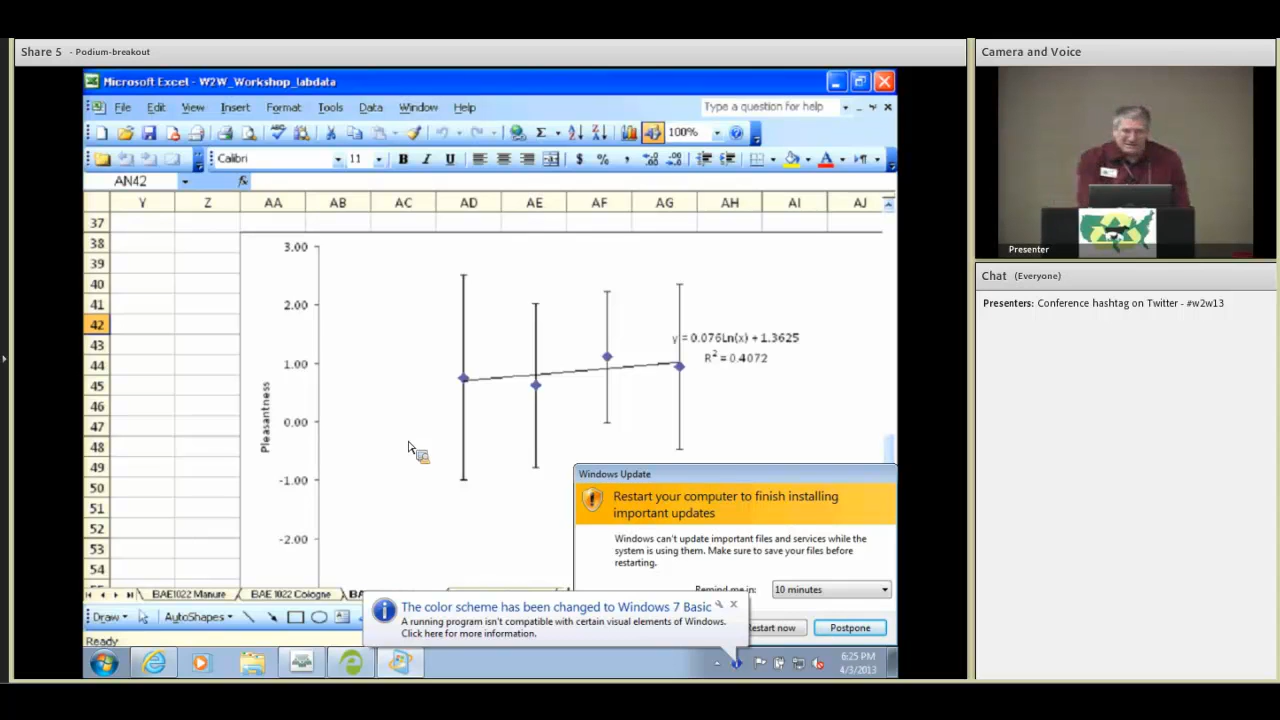 Share 5 - Podium-breakout
Camera and Voice
Microsoft Excel - W2W_Workshop_labdata
File Edit View Insert Format Tools Data Window Help
Type a question for help
100%
Calibri 11 B I U $ % ,
AN42 fx
Y Z AA AB AC AD AE AF AG AH AI AJ
37
38
39
40
41
42
43
44
45
46
47
48
49
50
51
52
53
54
3.00
2.00
1.00
0.00
-1.00
-2.00
Pleasantness
y = 0.076Ln(x) + 1.3625
R² = 0.4072
Windows Update
Restart your computer to finish installing
important updates
Windows can't update important files and services while the
system is using them. Make sure to save your files before
restarting.
Remind me in: 10 minutes
Restart now Postpone
BAE1022 Manure BAE 1022 Cologne
The color scheme has been changed to Windows 7 Basic
A running program isn't compatible with certain visual elements of Windows.
Click here for more information.
Draw AutoShapes
Ready
6:25 PM
4/3/2013
Presenter
Chat (Everyone)
Presenters: Conference hashtag on Twitter - #w2w13